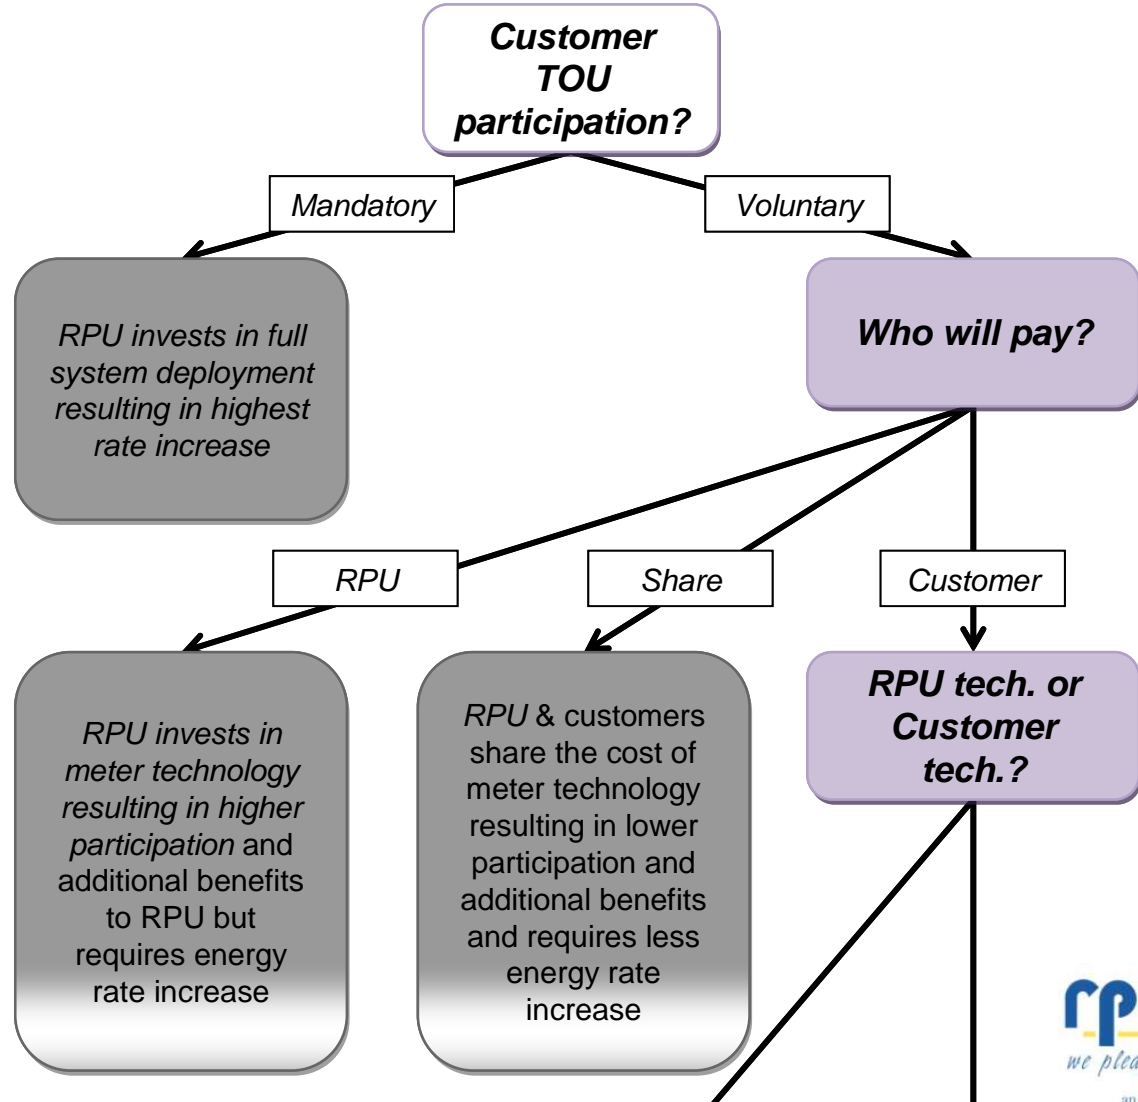 Customer
TOU
participation?
Mandatory
Voluntary
RPU invests in full
system deployment
resulting in highest
rate increase
Who will pay?
RPU
Share
Customer
RPU invests in
meter technology
resulting in higher
participation and
additional benefits
to RPU but
requires energy
rate increase
RPU & customers
share the cost of
meter technology
resulting in lower
participation and
additional benefits
and requires less
energy rate
increase
RPU tech. or
Customer
tech.?
rp
we
an